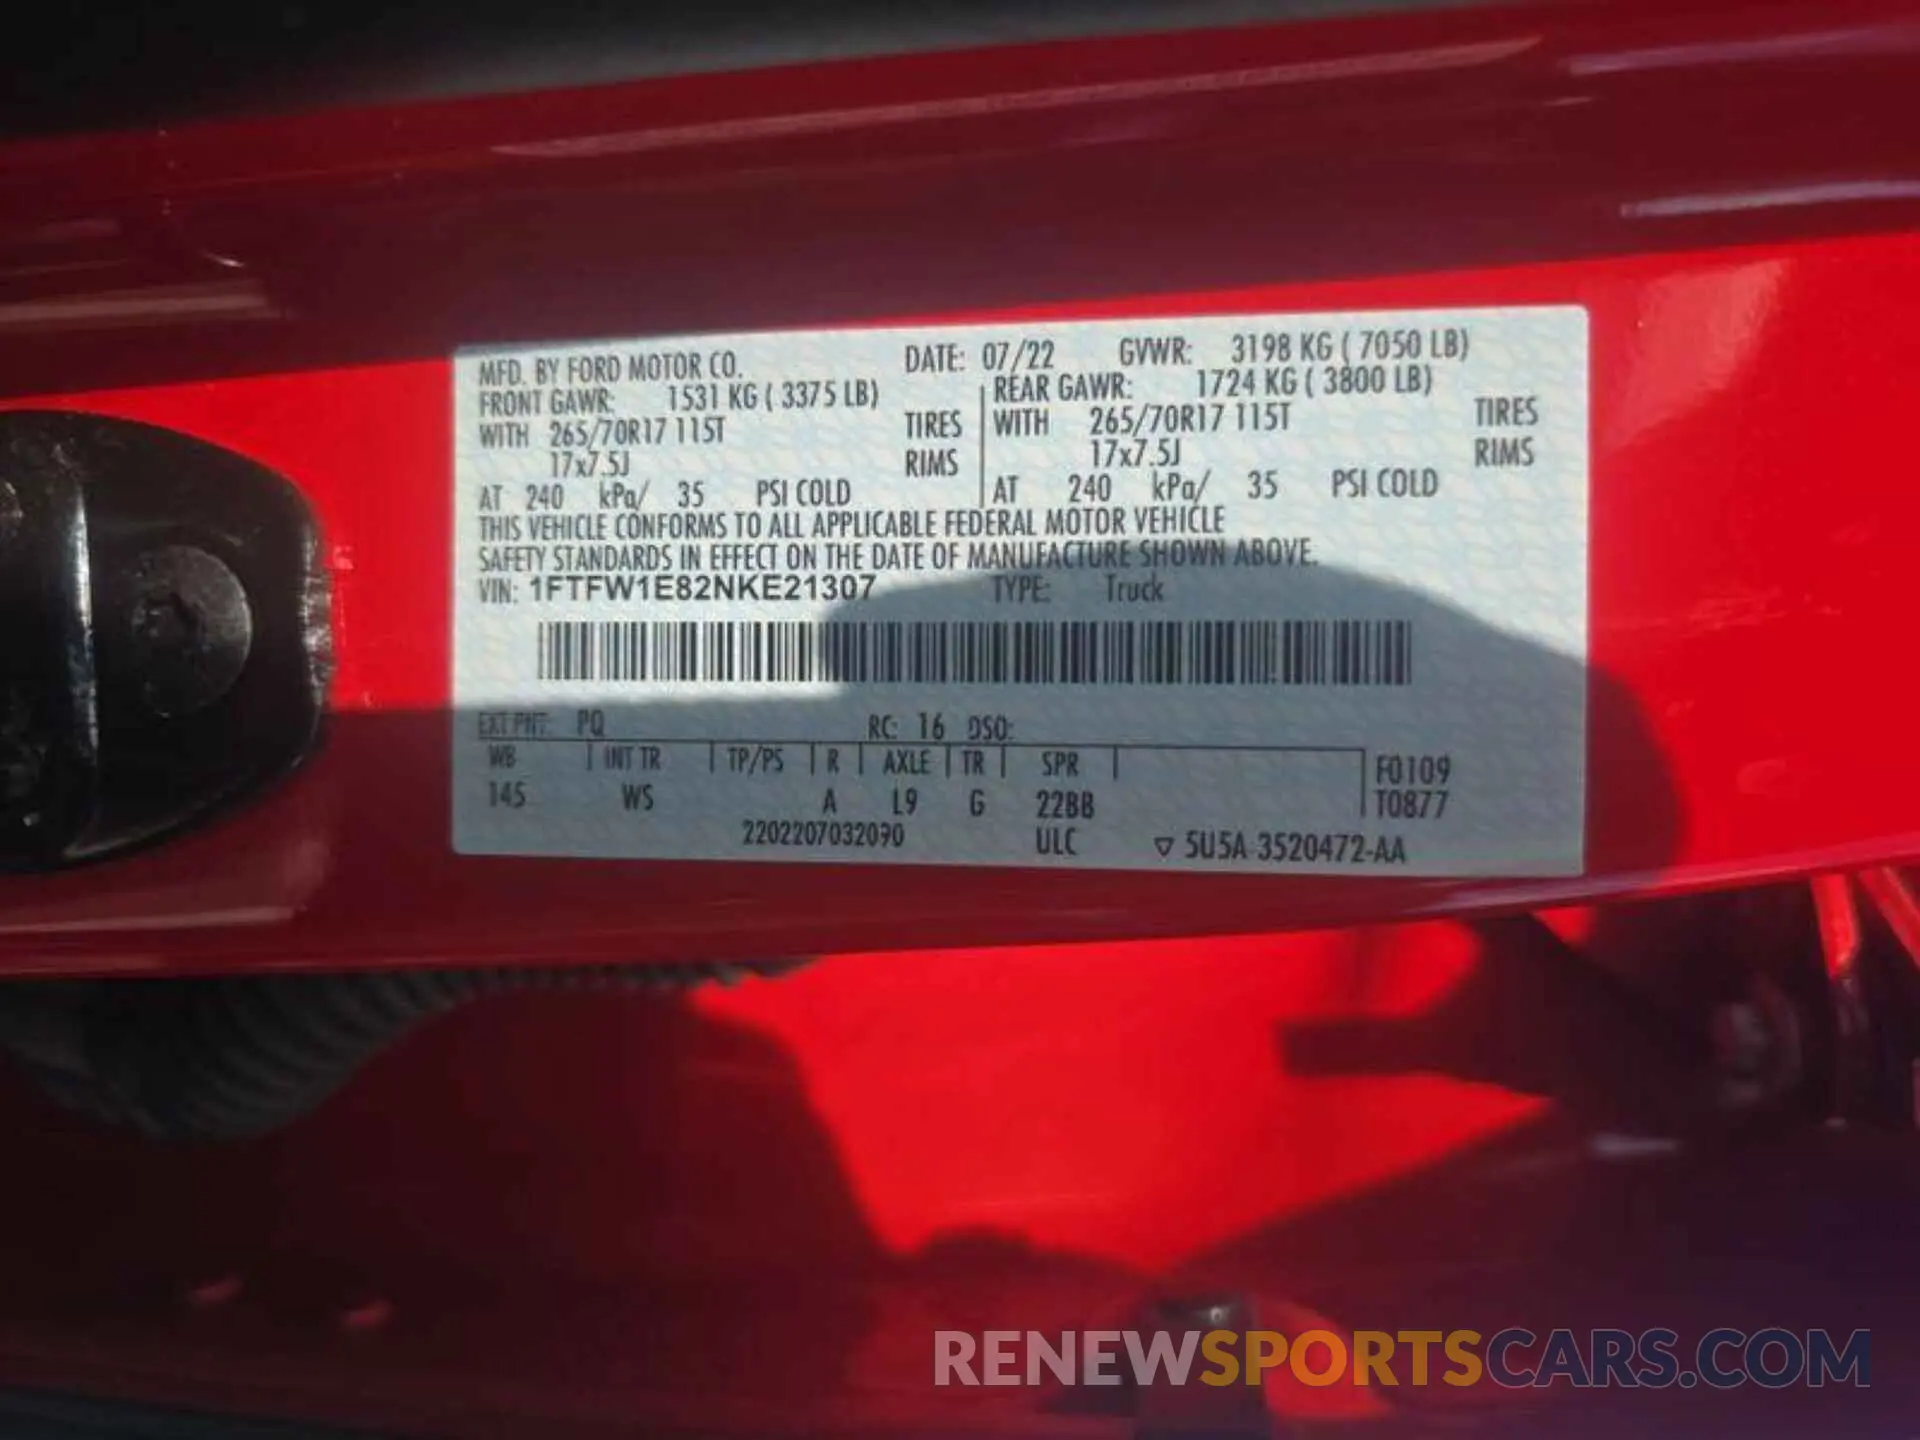 MFD. BY FORD MOTOR CO. DATE: 07/22 GVWR: 3198 KG ( 7050 LB)
FRONT GAWR: 1531 KG ( 3375 LB) REAR GAWR: 1724 KG ( 3800 LB)
WITH 265/70R17 115T TIRES WITH 265/70R17 115T TIRES
17x7.5J RIMS 17x7.5J RIMS
AT 240 kPa/ 35 PSI COLD AT 240 kPa/ 35 PSI COLD
THIS VEHICLE CONFORMS TO ALL APPLICABLE FEDERAL MOTOR VEHICLE
SAFETY STANDARDS IN EFFECT ON THE DATE OF MANUFACTURE SHOWN ABOVE.
VIN: 1FTFW1E82NKE21307 TYPE: Truck
EXT PNT: PQ RC: 16 DSO:
WB INT TR TP/PS R AXLE TR SPR F0109
145 WS A L9 G 22BB T0877
2202207032090 ULC ▽ 5U5A-3520472-AA
RENEWSPORTSCARS.COM